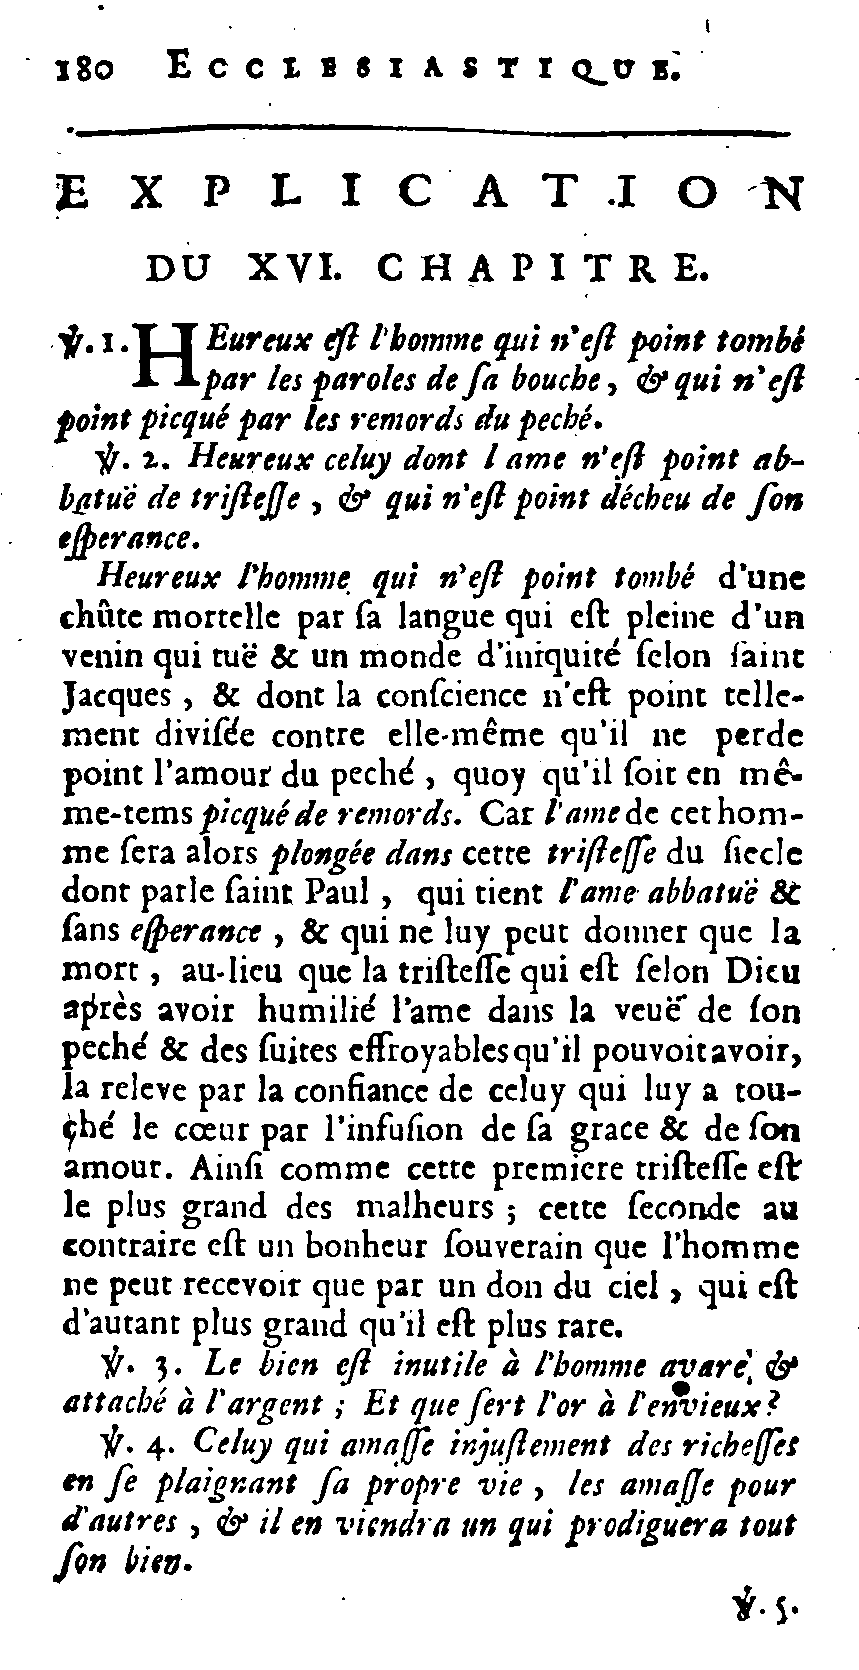 180 ECCLESIASTIQUE.
EXPLICATION
DU XVI. CHAPITRE.
℣. 1. HEureux eſt l'homme qui n'eſt point tombé
par les paroles de ſa bouche, & qui n'eſt
point picqué par les remords du peché.
℣. 2. Heureux celuy dont l ame n'eſt point ab-
batuë de triſteſſe, & qui n'eſt point décheu de ſon
eſperance.
Heureux l'homme qui n'eſt point tombé d'une
chûte mortelle par ſa langue qui eſt pleine d'un
venin qui tuë & un monde d'iniquité ſelon ſaint
Jacques, & dont la conſcience n'eſt point telle-
ment diviſée contre elle-même qu'il ne perde
point l'amour du peché, quoy qu'il ſoit en mê-
me-tems picqué de remords. Car l'ame de cet hom-
me ſera alors plongée dans cette triſteſſe du ſiecle
dont parle ſaint Paul, qui tient l'ame abbatuë &
ſans eſperance, & qui ne luy peut donner que la
mort, au-lieu que la triſteſſe qui eſt ſelon Dieu
après avoir humilié l'ame dans la veuë de ſon
peché & des ſuites effroyables qu'il pouvoit avoir,
la releve par la confiance de celuy qui luy a tou-
ché le cœur par l'infuſion de ſa grace & de ſon
amour. Ainſi comme cette premiere triſteſſe eſt
le plus grand des malheurs; cette ſeconde au
contraire eſt un bonheur ſouverain que l'homme
ne peut recevoir que par un don du ciel, qui eſt
d'autant plus grand qu'il eſt plus rare.
℣. 3. Le bien eſt inutile à l'homme avare, &
attaché à l'argent; Et que ſert l'or à l'envieux?
℣. 4. Celuy qui amaſſe injuſtement des richeſſes
en ſe plaignant ſa propre vie, les amaſſe pour
d'autres, & il en viendra un qui prodiguera tout
ſon bien.
℣. 5.